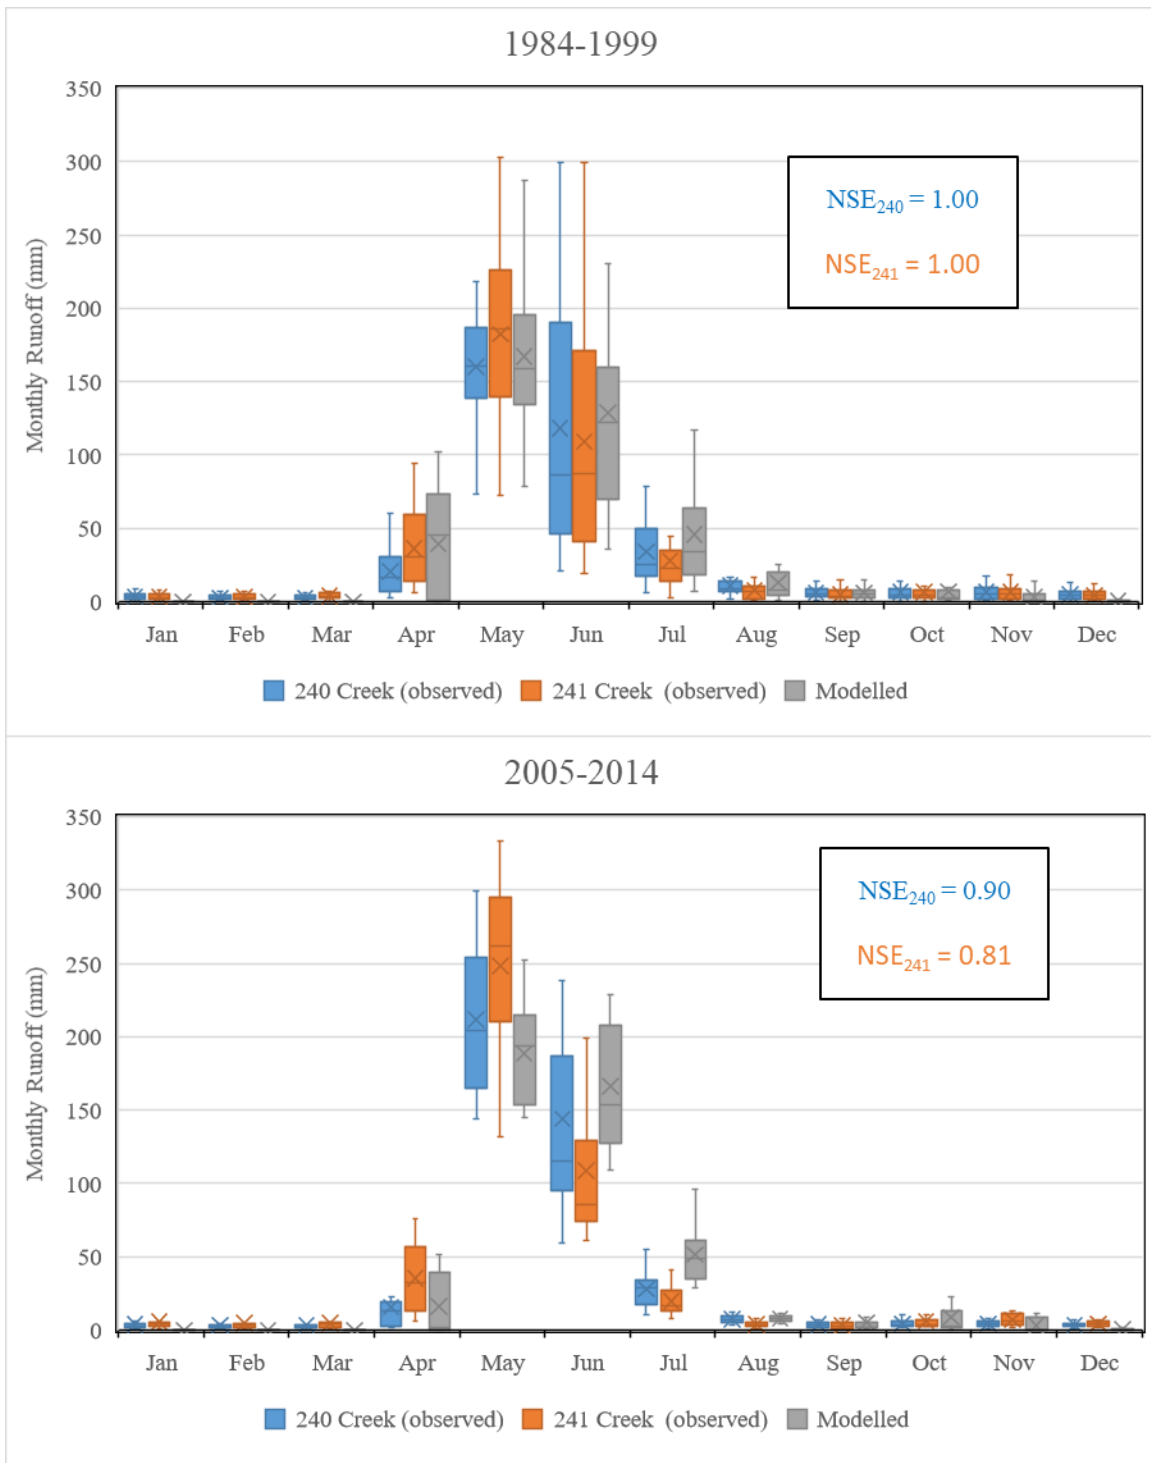 1984-1999
350
300
250
200
150
100
50
0
Monthly Runoff (mm)
NSE240 = 1.00
NSE241 = 1.00
Jan Feb Mar Apr May Jun Jul Aug Sep Oct Nov Dec
240 Creek (observed) 241 Creek (observed) Modelled
2005-2014
350
300
250
200
150
100
50
0
Monthly Runoff (mm)
NSE240 = 0.90
NSE241 = 0.81
Jan Feb Mar Apr May Jun Jul Aug Sep Oct Nov Dec
240 Creek (observed) 241 Creek (observed) Modelled